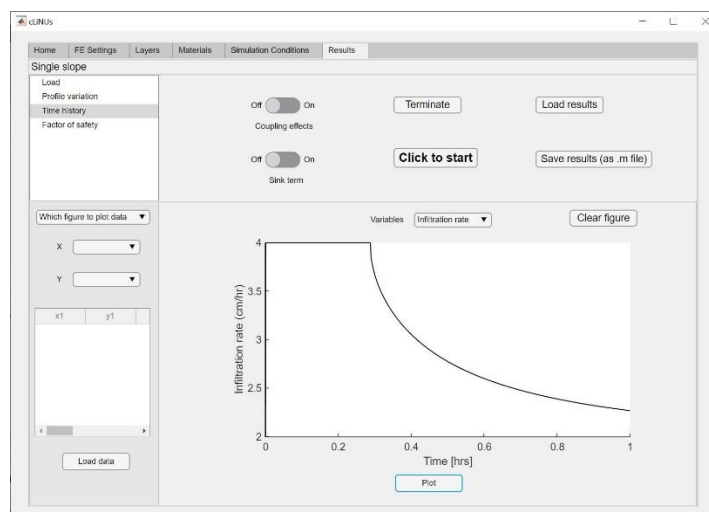 cLiNUs
Home FE Settings Layers Materials Simulation Conditions Results
Single slope
Load
Profile variation
Time history
Factor of safety
Off On
Coupling effects
Terminate
Load results
Off On
Sink term
Click to start
Save results (as .m file)
Which figure to plot data
X
Y
x1 y1
Load data
Variables Infiltration rate
Clear figure
Infiltration rate (cm/hr)
4
3.5
3
2.5
2
0 0.2 0.4 0.6 0.8 1
Time [hrs]
Plot